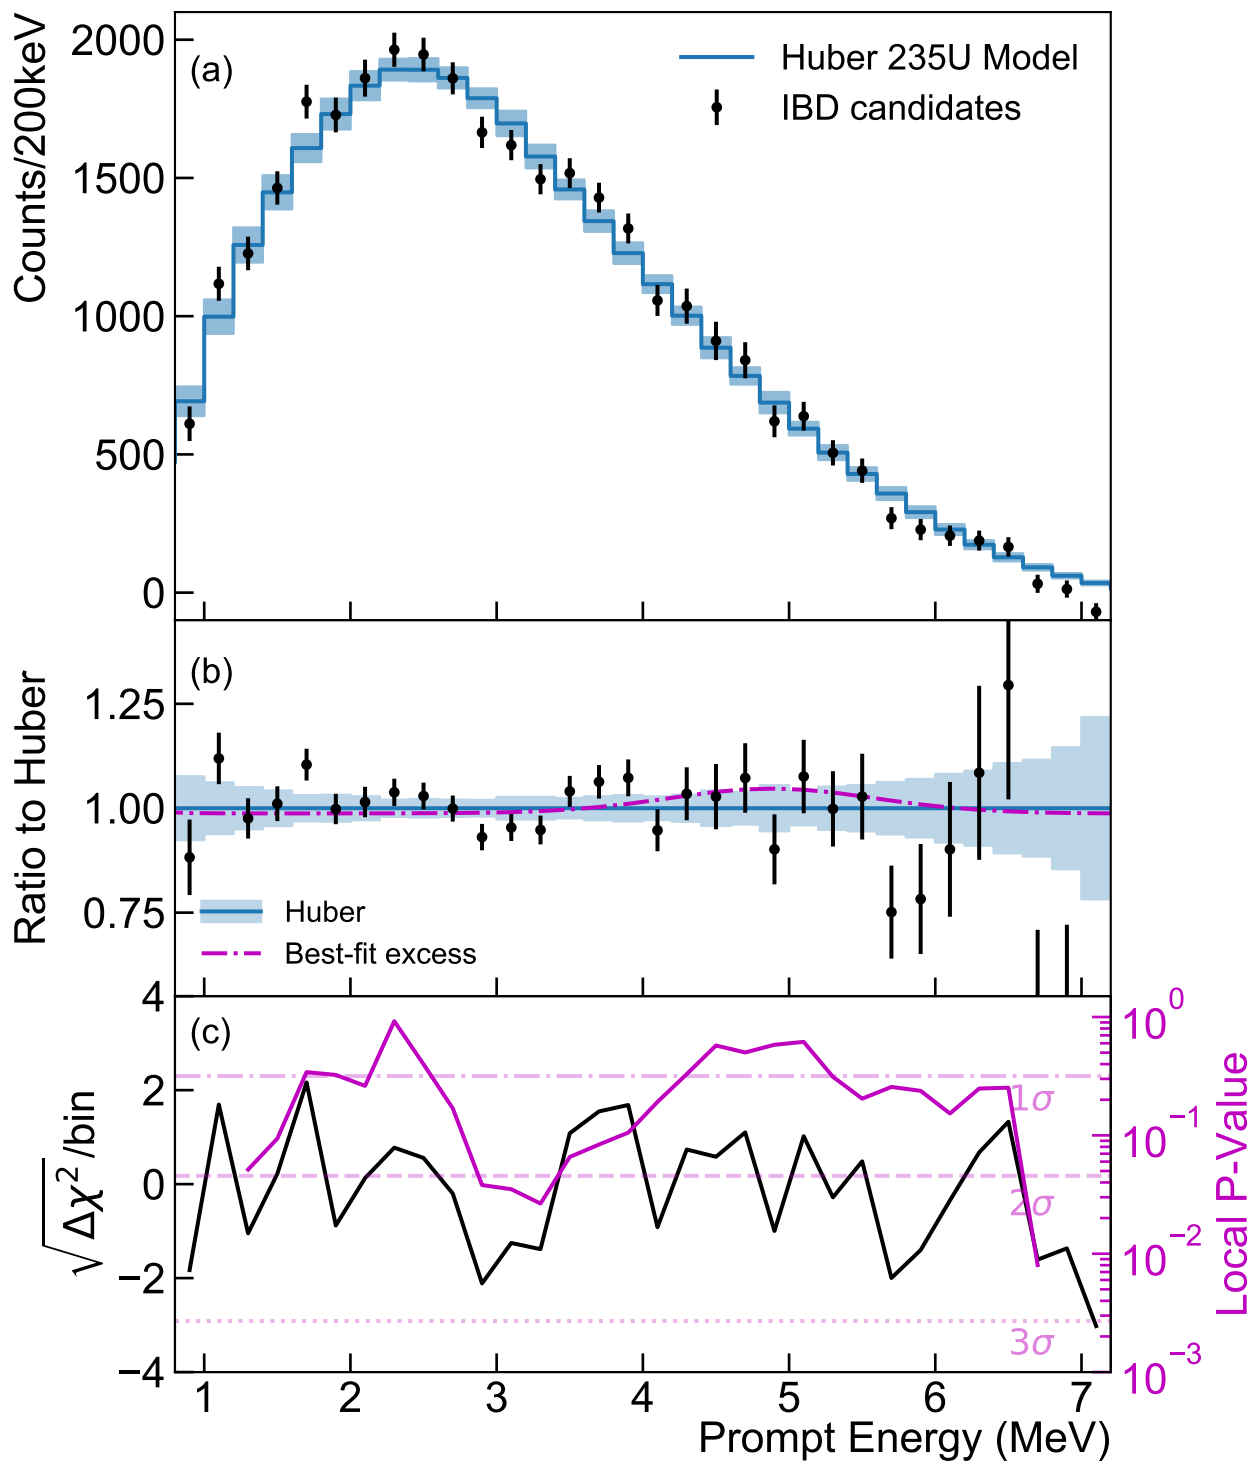 (a)
Huber 235U Model
IBD candidates
Counts/200keV
2000
1500
1000
500
0
(b)
Ratio to Huber
1.25
1.00
0.75
Huber
Best-fit excess
(c)
√Δχ²/bin
4
2
0
−2
−4
1σ
2σ
3σ
10⁰
10⁻¹
10⁻²
10⁻³
Local P-Value
1 2 3 4 5 6 7
Prompt Energy (MeV)